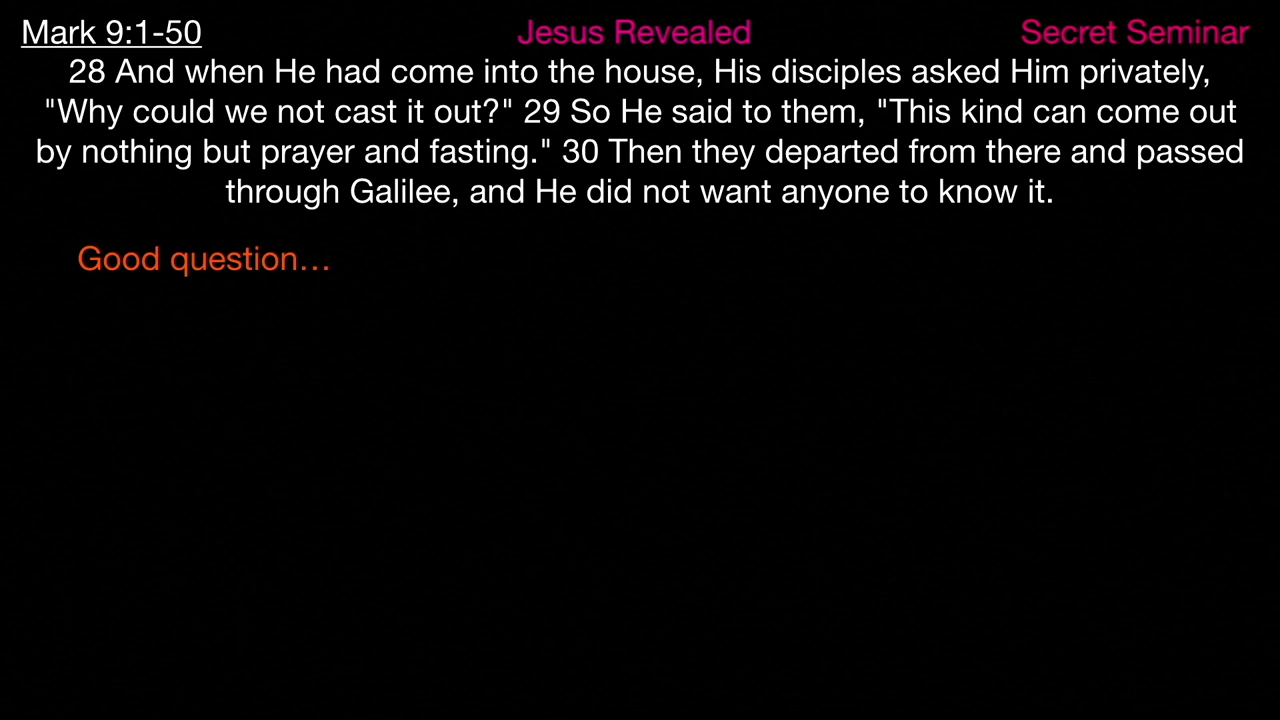 Mark 9:1-50 Jesus Revealed Secret Seminar
28 And when He had come into the house, His disciples asked Him privately,
"Why could we not cast it out?" 29 So He said to them, "This kind can come out
by nothing but prayer and fasting." 30 Then they departed from there and passed
through Galilee, and He did not want anyone to know it.
Good question…